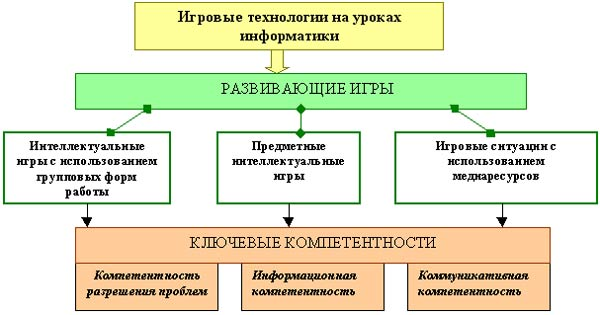 Игровые технологии на уроках
информатики
РАЗВИВАЮЩИЕ ИГРЫ
Интеллектуальные
игры с использованием
групповых форм
работы
Предметные
интеллектуальные
игры
Игровые ситуации с
использованием
медиаресурсов
КЛЮЧЕВЫЕ КОМПЕТЕНТНОСТИ
Компетентность
разрешения проблем
Информационная
компетентность
Коммуникативная
компетентность